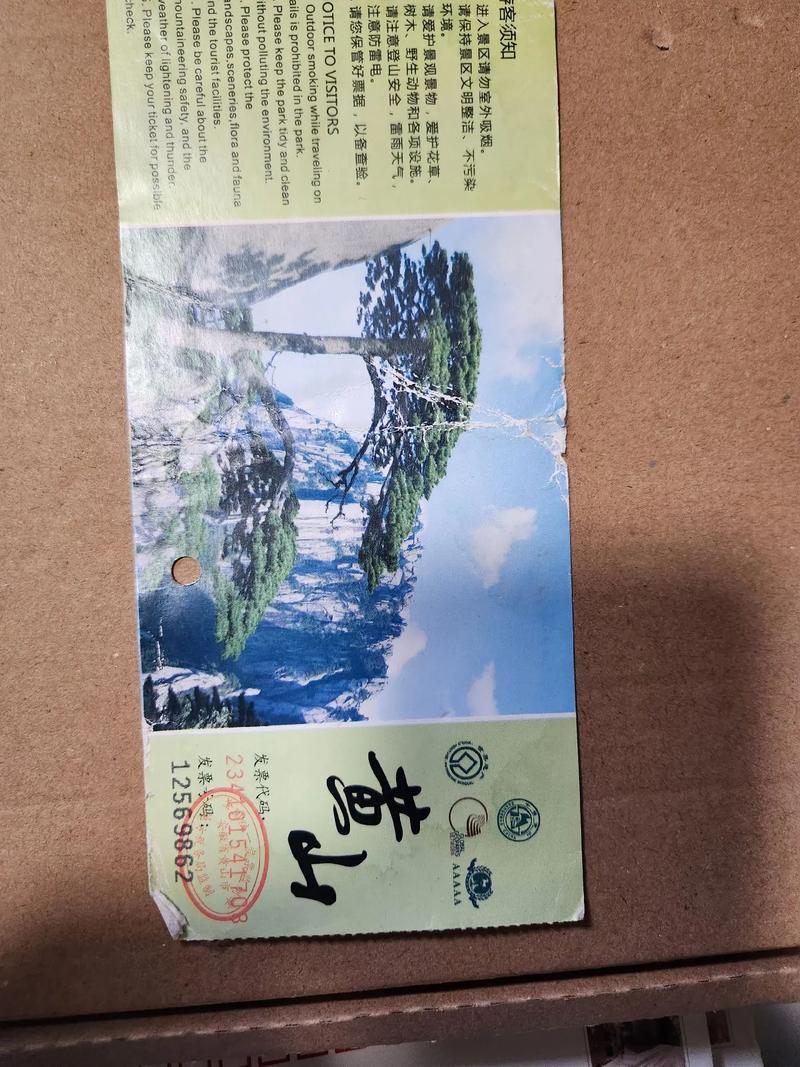 游客须知
进入景区请勿室外吸烟。
请保持景区文明整洁、不污染
环境。
请爱护景观景物，爱护花草、
树木、野生动物和各项设施。
请注意登山安全，雷雨天气，
注意防雷电。
请您保管好票据，以备查验。
OTICE TO VISITORS
Outdoor smoking while traveling on
ails is prohibited in the park.
Please keep the park tidy and clean
ithout polluting the environment.
Please protect the
andscapes,sceneries,flora and fauna
nd the tourist facilities.
Please be careful about the
ountaineering safety, and the
weather of lightening and thunder.
Please keep your ticket for possible
check.
黄山
AAAAA
发票代码：
234101541708
发票号码：
12569862